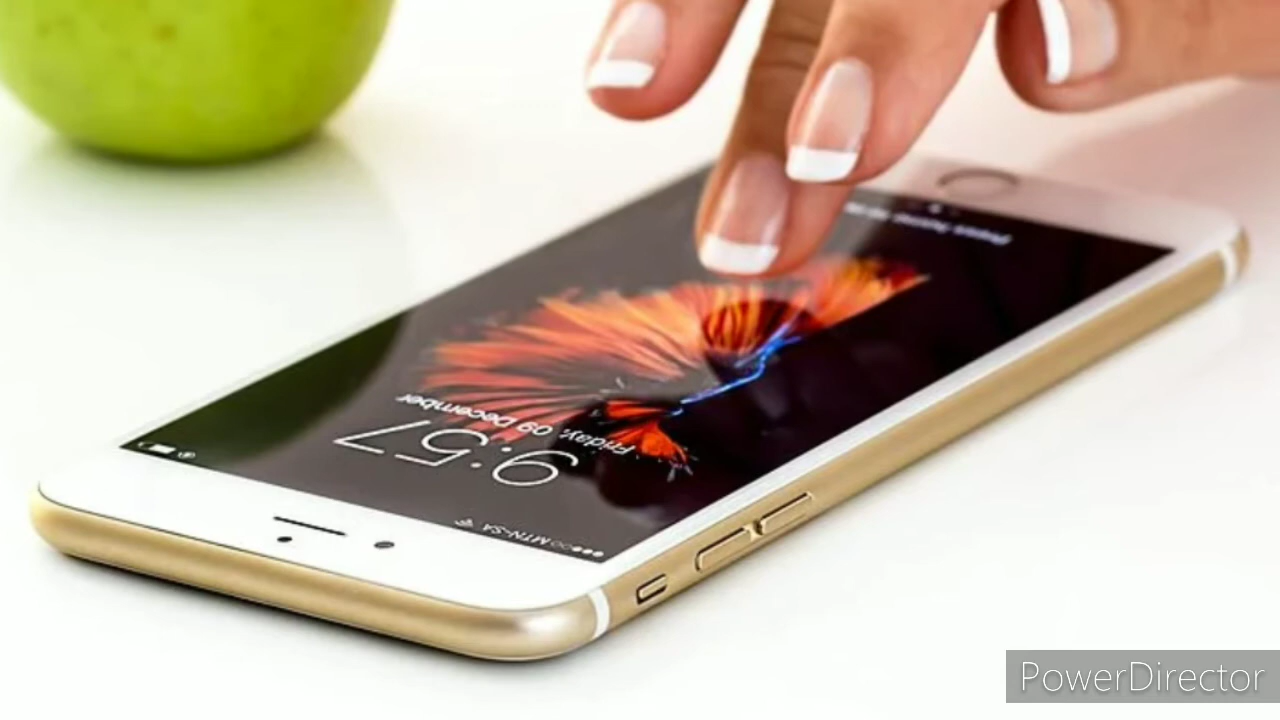 ●●●○○ MTN-SA
9:57
Friday, 09 December
PowerDirector